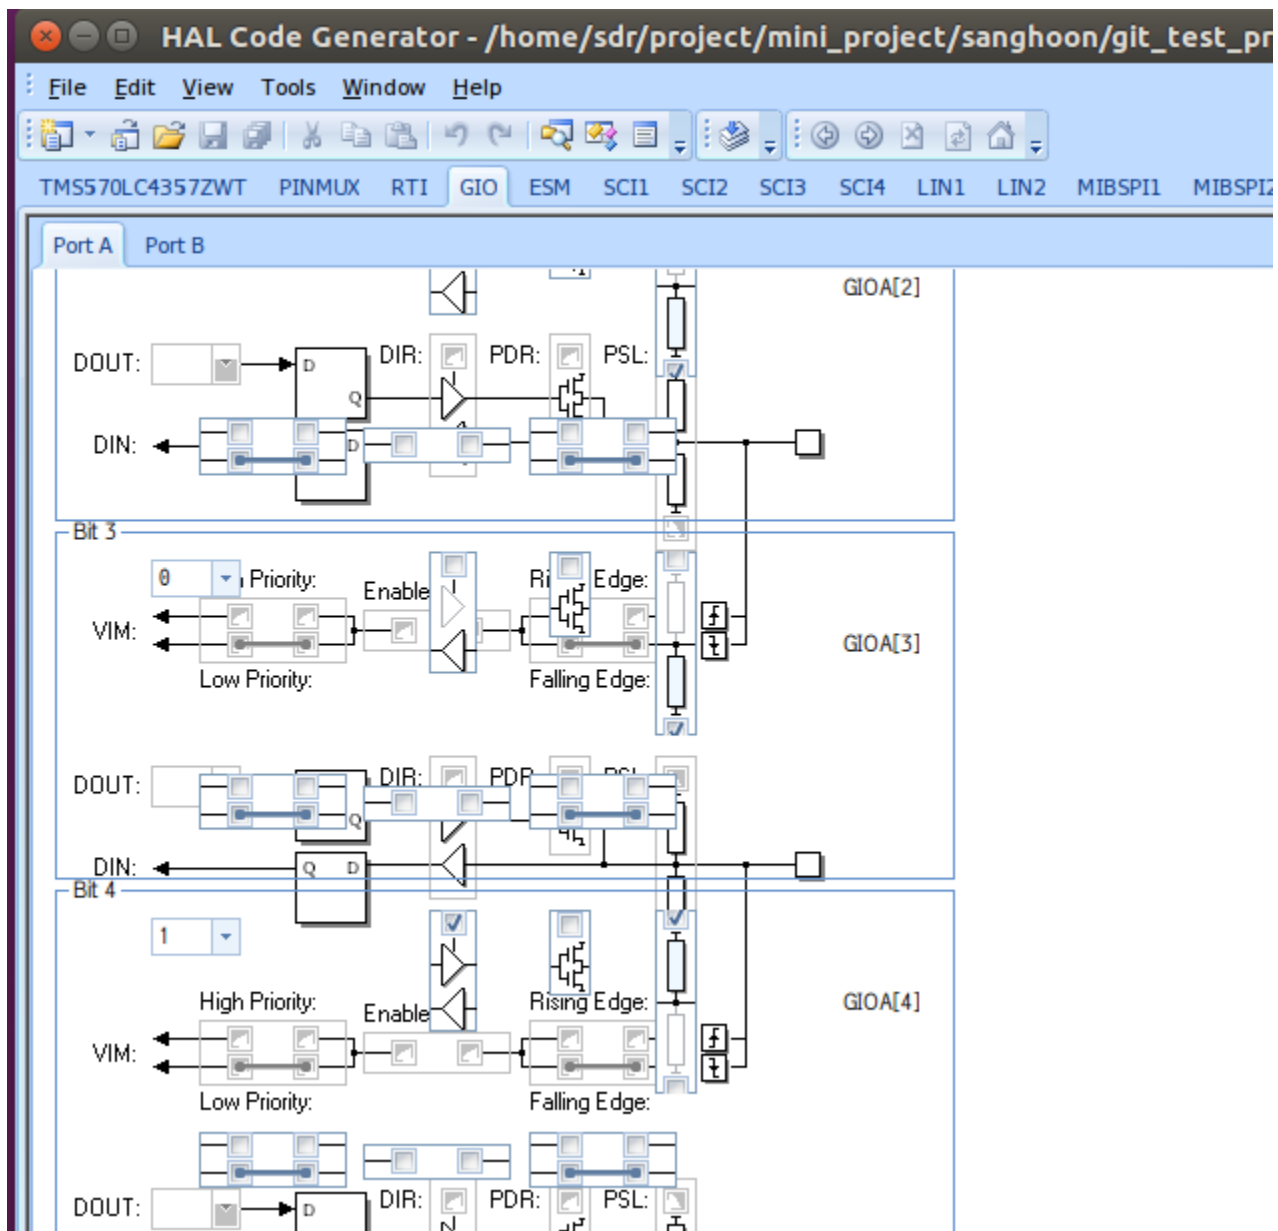 HAL Code Generator - /home/sdr/project/mini_project/sanghoon/git_test_pr
File Edit View Tools Window Help
TMS570LC4357ZWT PINMUX RTI GIO ESM SCI1 SCI2 SCI3 SCI4 LIN1 LIN2 MIBSPI1 MIBSPI2
Port A Port B
GIOA[2]
DOUT: D DIR: PDR: PSL:
Q
DIN: D
Bit 3
0 Priority: Enable Edge:
VIM: GIOA[3]
Low Priority: Falling Edge:
DOUT: DIR: PDR
Q
DIN: Q D
Bit 4
1
High Priority: Enable Rising Edge: GIOA[4]
VIM:
Low Priority: Falling Edge:
DOUT: D DIR: PDR: PSL: